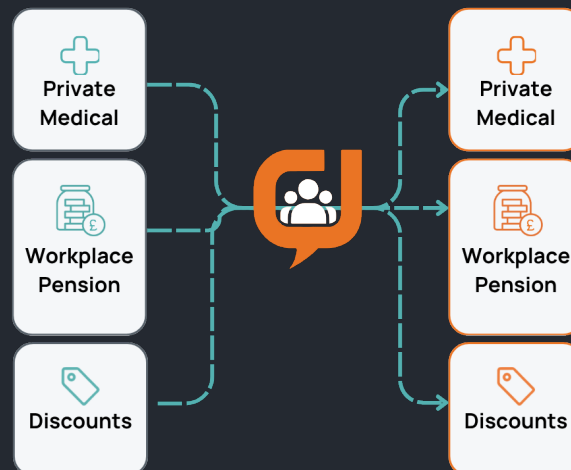 Private
Medical
Workplace
Pension
£
Discounts
Private
Medical
Workplace
Pension
£
Discounts